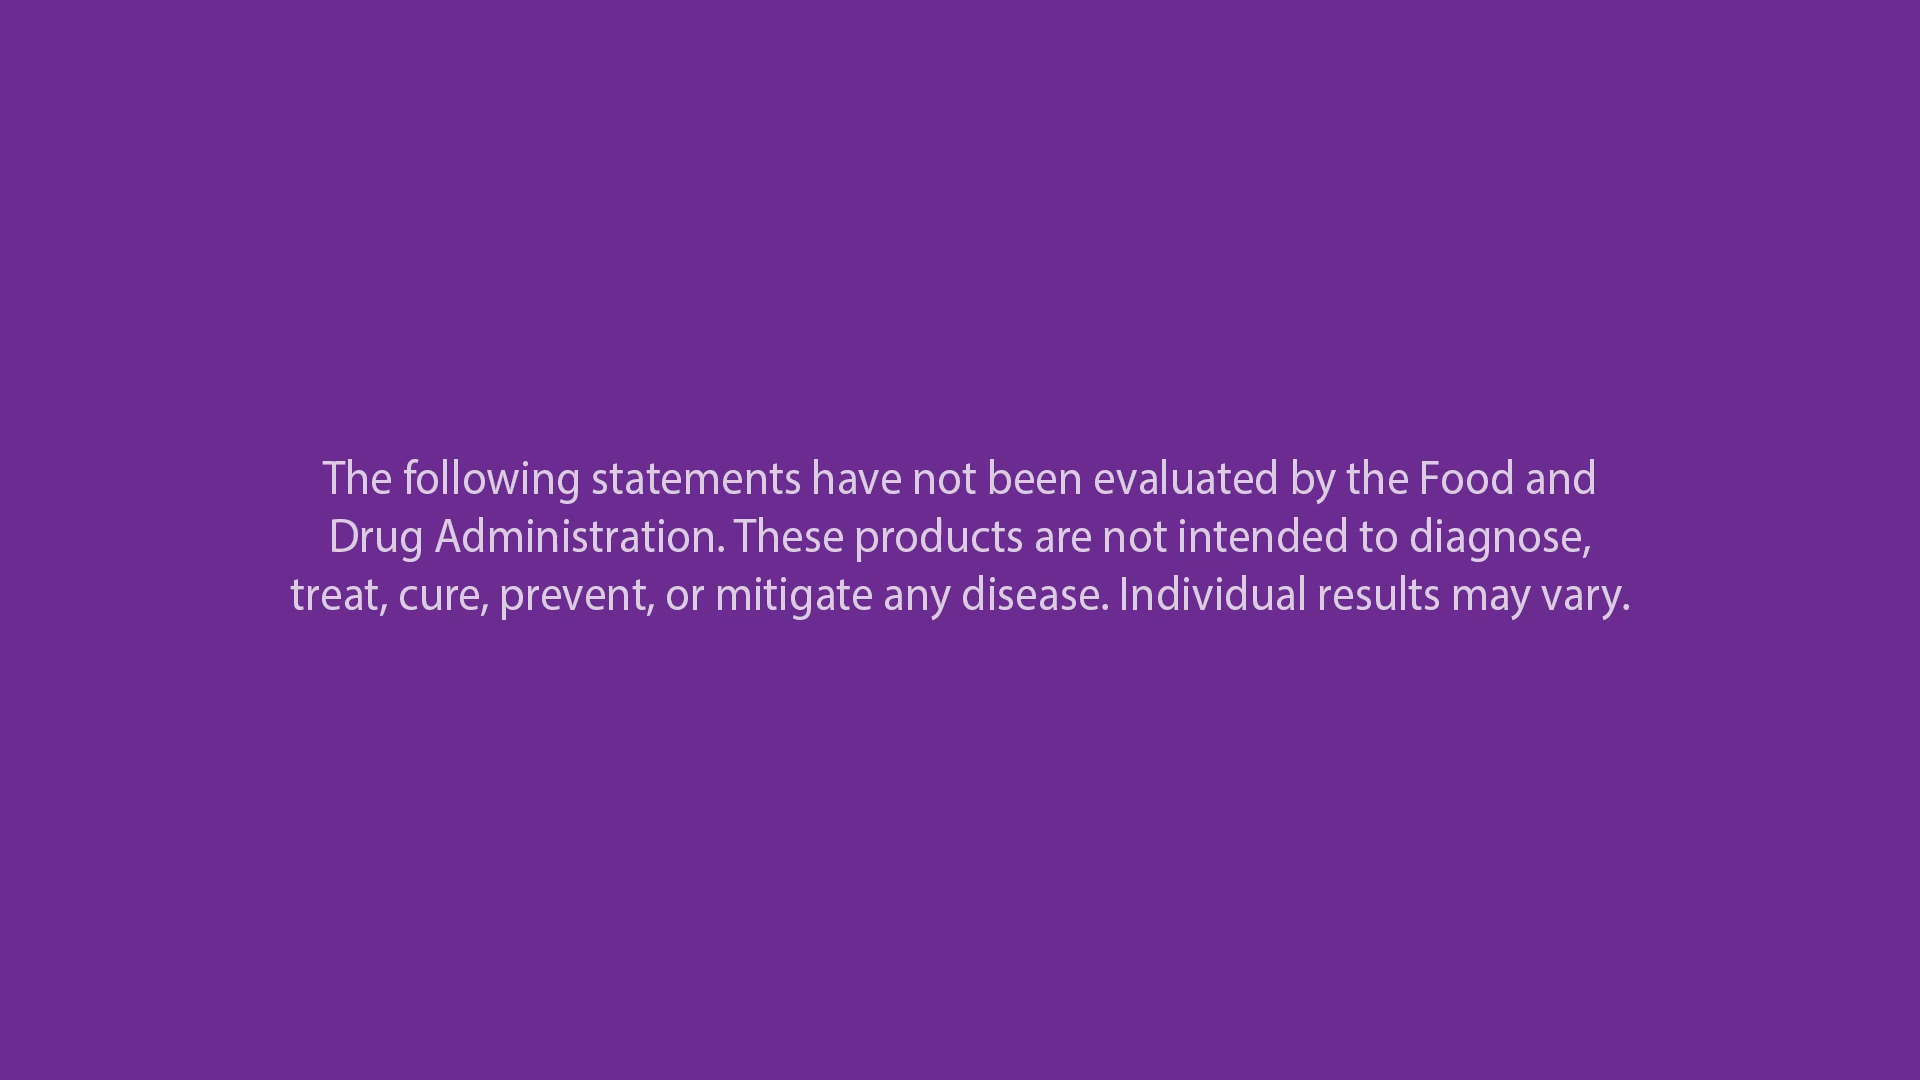 The following statements have not been evaluated by the Food and
Drug Administration. These products are not intended to diagnose,
treat, cure, prevent, or mitigate any disease. Individual results may vary.